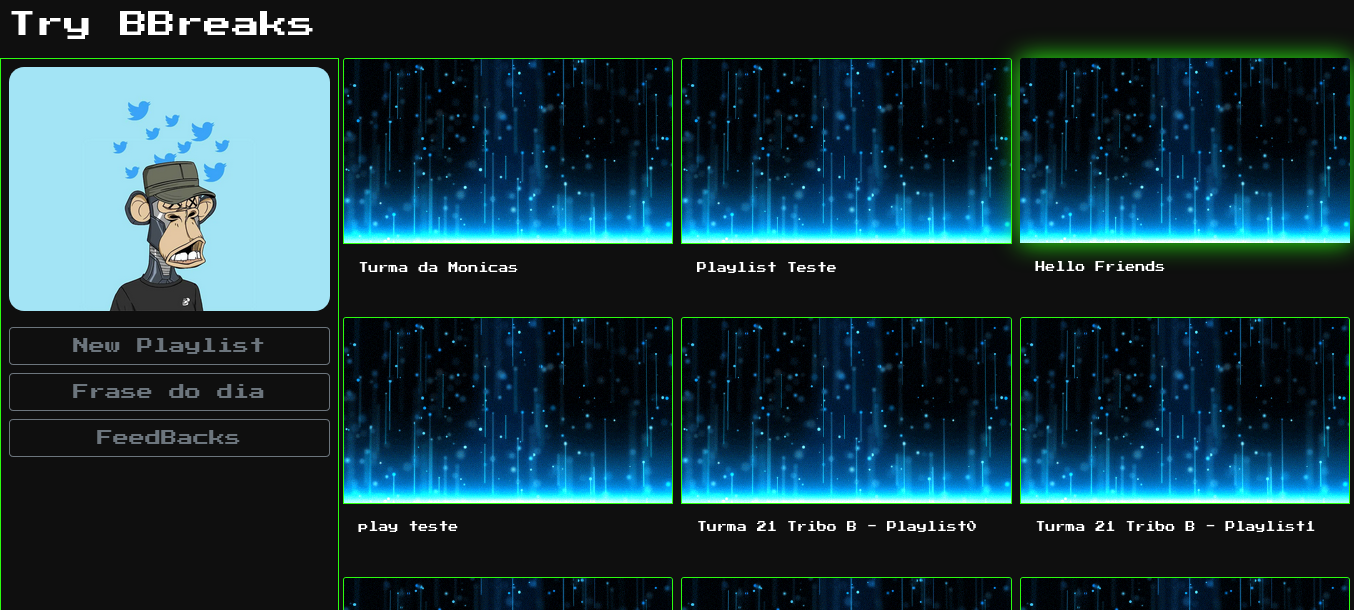 Try BBreaks
New Playlist
Frase do dia
FeedBacks
Turma da Monicas
Playlist Teste
Hello Friends
play teste
Turma 21 Tribo B - Playlist0
Turma 21 Tribo B - Playlist1